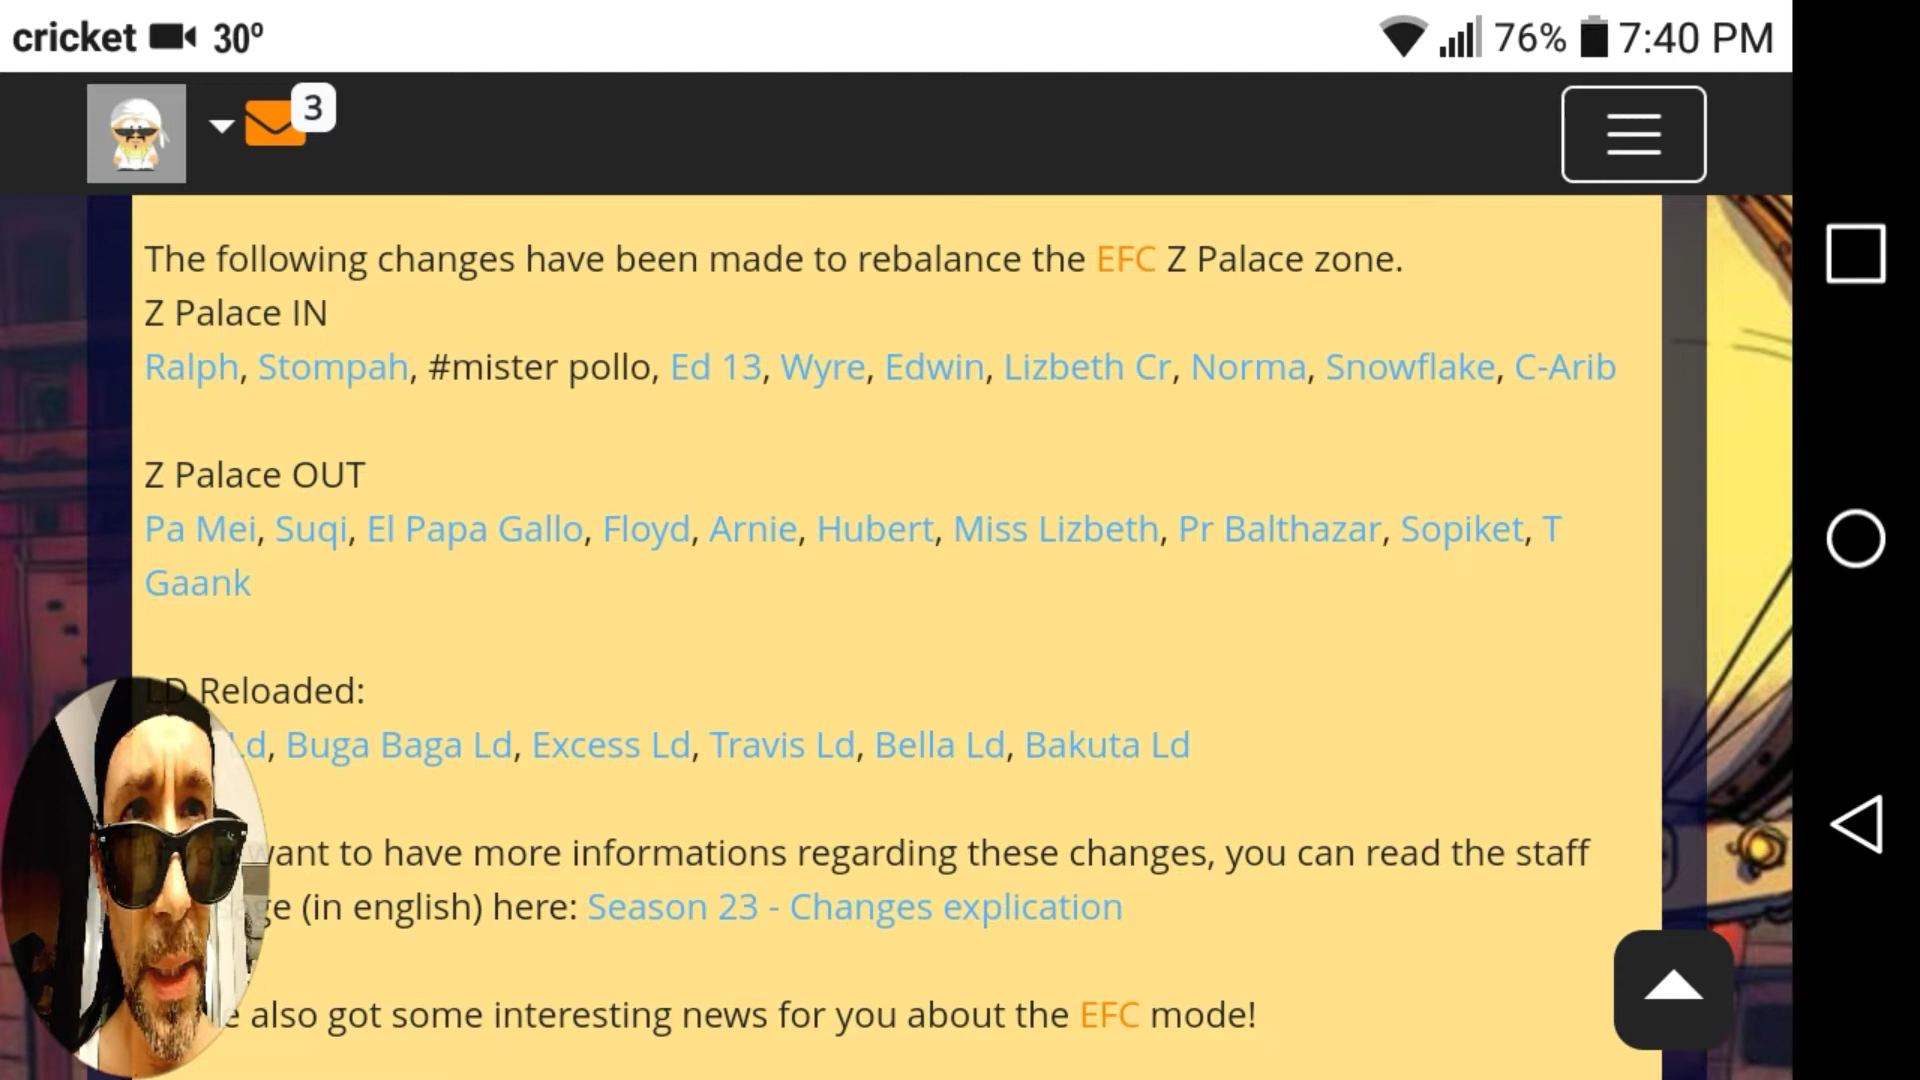 cricket 30º 76% 7:40 PM
3
The following changes have been made to rebalance the EFC Z Palace zone.
Z Palace IN
Ralph, Stompah, #mister pollo, Ed 13, Wyre, Edwin, Lizbeth Cr, Norma, Snowflake, C-Arib
Z Palace OUT
Pa Mei, Suqi, El Papa Gallo, Floyd, Arnie, Hubert, Miss Lizbeth, Pr Balthazar, Sopiket, T
Gaank
LD Reloaded:
Ld, Buga Baga Ld, Excess Ld, Travis Ld, Bella Ld, Bakuta Ld
want to have more informations regarding these changes, you can read the staff
(in english) here: Season 23 - Changes explication
also got some interesting news for you about the EFC mode!